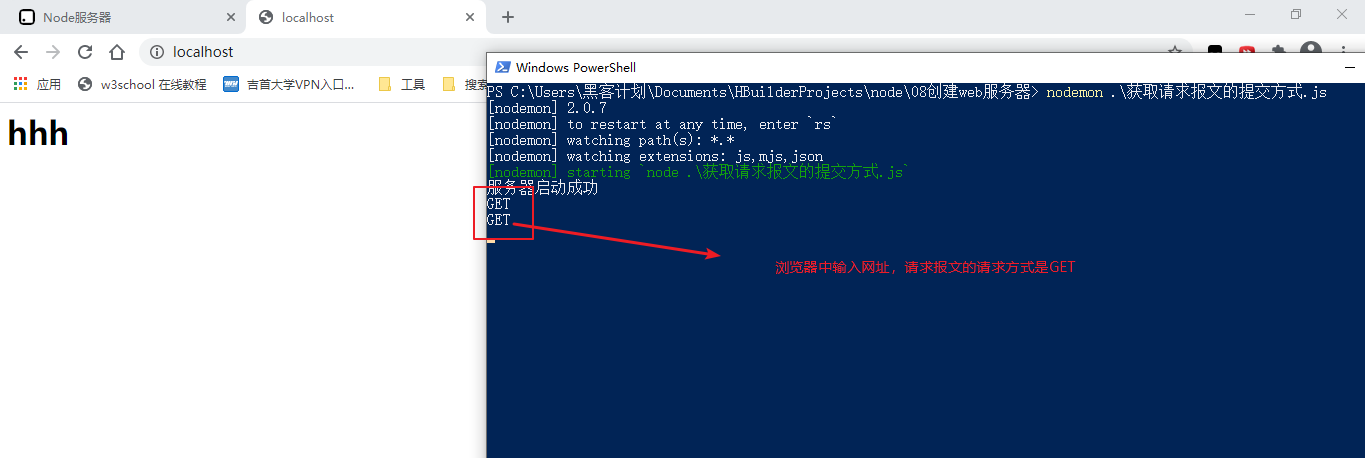 Node服务器
localhost
localhost
应用
w3school 在线教程
吉首大学VPN入口...
工具
搜索
hhh
Windows PowerShell
PS C:\Users\黑客计划\Documents\HBuilderProjects\node\08创建web服务器> nodemon .\获取请求报文的提交方式.js
[nodemon] 2.0.7
[nodemon] to restart at any time, enter `rs`
[nodemon] watching path(s): *.*
[nodemon] watching extensions: js,mjs,json
[nodemon] starting `node .\获取请求报文的提交方式.js`
服务器启动成功
GET
GET
浏览器中输入网址，请求报文的请求方式是GET